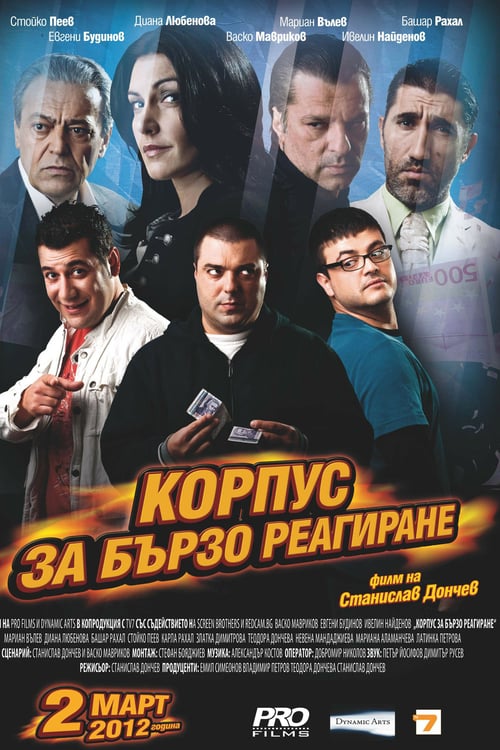 Стойко Пеев
Диана Любенова
Мариан Вълев
Башар Рахал
Евгени Будинов
Васко Мавриков
Ивелин Найденов
500
КОРПУС
ЗА БЪРЗО РЕАГИРАНЕ
филм на
Станислав Дончев
Н НА PRO FILMS И DYNAMIC ARTS В КОПРОДУКЦИЯ С TV7 СЪС СЪДЕЙСТВИЕТО НА SCREEN BROTHERS И REDCAM.BG ВАСКО МАВРИКОВ ЕВГЕНИ БУДИНОВ ИВЕЛИН НАЙДЕНОВ „КОРПУС ЗА БЪРЗО РЕАГИРАНЕ“
МАРИАН ВЪЛЕВ ДИАНА ЛЮБЕНОВА БАШАР РАХАЛ СТОЙКО ПЕЕВ КАРЛА РАХАЛ ЗЛАТКА ДИМИТРОВА ТЕОДОРА ДОНЧЕВА НЕВЕНА МАНДАДЖИЕВА МАРИАНА АЛАМАНЧЕВА ЛАТИНКА ПЕТРОВА
СЦЕНАРИЙ: СТАНИСЛАВ ДОНЧЕВ И ВАСКО МАВРИКОВ МОНТАЖ: СТЕФАН БОЯДЖИЕВ МУЗИКА: АЛЕКСАНДЪР КОСТОВ ОПЕРАТОР: ДОБРОМИР НИКОЛОВ ЗВУК: ПЕТЪР ЙОСИФОВ ДИМИТЪР РУСЕВ
РЕЖИСЬОР: СТАНИСЛАВ ДОНЧЕВ ПРОДУЦЕНТИ: ЕМИЛ СИМЕОНОВ ВЛАДИМИР ПЕТРОВ ТЕОДОРА ДОНЧЕВА СТАНИСЛАВ ДОНЧЕВ
2 МАРТ
2012 година
PRO
FILMS
DYNAMIC ARTS
7